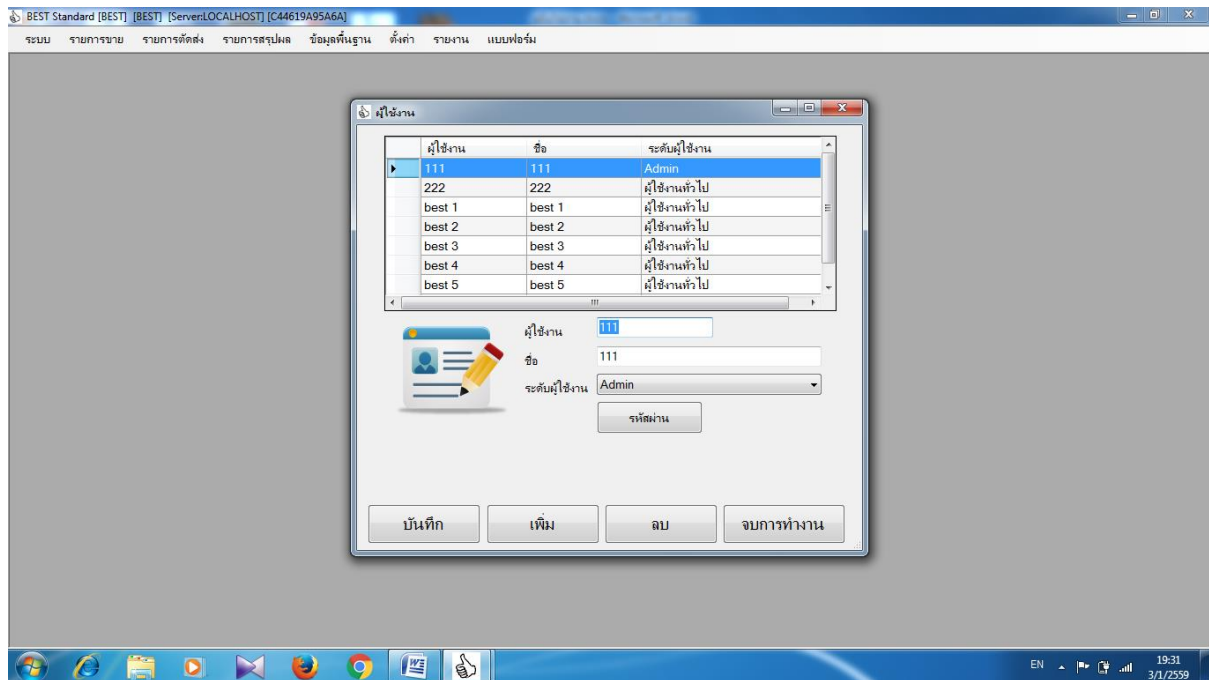 BEST Standard [BEST] [BEST] [Server:LOCALHOST] [C44619A95A6A]
ระบบ รายการขาย รายการตัดส่ง รายการสรุปผล ข้อมูลพื้นฐาน ตั้งค่า รายงาน แบบฟอร์ม
ผู้ใช้งาน
ผู้ใช้งาน ชื่อ ระดับผู้ใช้งาน
111 111 Admin
222 222 ผู้ใช้งานทั่วไป
best 1 best 1 ผู้ใช้งานทั่วไป
best 2 best 2 ผู้ใช้งานทั่วไป
best 3 best 3 ผู้ใช้งานทั่วไป
best 4 best 4 ผู้ใช้งานทั่วไป
best 5 best 5 ผู้ใช้งานทั่วไป
ผู้ใช้งาน 111
ชื่อ 111
ระดับผู้ใช้งาน Admin
รหัสผ่าน
บันทึก เพิ่ม ลบ จบการทำงาน
EN 19:31
3/1/2559